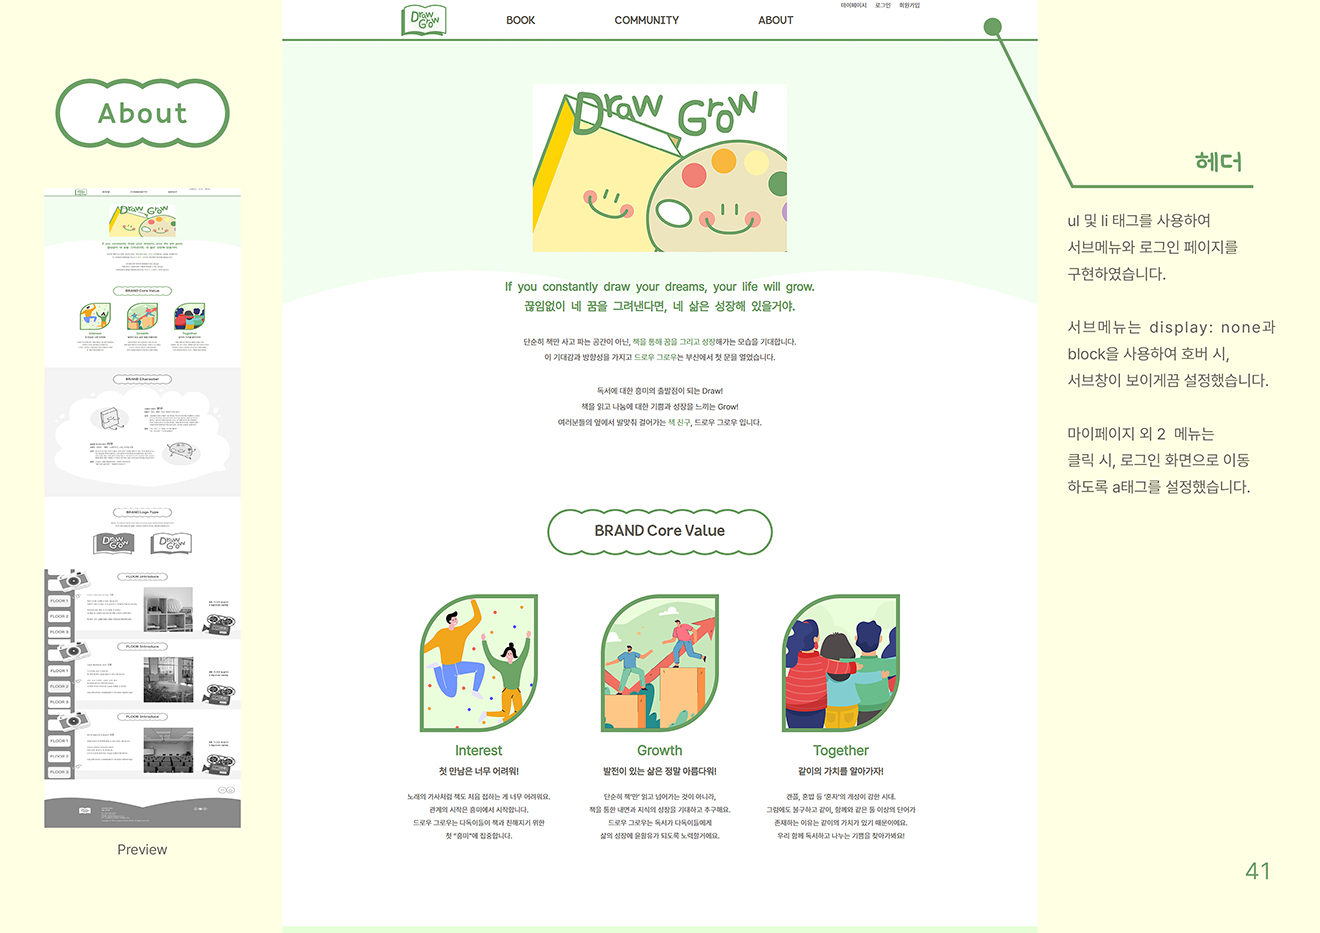 About
Preview
Draw Grow
BOOK
COMMUNITY
ABOUT
마이페이지
로그인
회원가입
Draw Grow
If you constantly draw your dreams, your life will grow.
끊임없이 네 꿈을 그려낸다면, 네 삶은 성장해 있을거야.
단순히 책만 사고 파는 공간이 아닌, 책을 통해 꿈을 그리고 성장해가는 모습을 기대합니다.
이 기대감과 방향성을 가지고 드로우 그로우는 부산에서 첫 문을 열었습니다.
독서에 대한 흥미의 출발점이 되는 Draw!
책을 읽고 나눔에 대한 기쁨과 성장을 느끼는 Grow!
여러분들의 앞에서 발맞춰 걸어가는 책 친구, 드로우 그로우 입니다.
BRAND Core Value
Interest
첫 만남은 너무 어려워!
노래의 가사처럼 책도 처음 접하는 게 너무 어려워요.
관계의 시작은 흥미에서 시작합니다.
드로우 그로우는 다독이들이 책과 친해지기 위한
첫 "흥미"에 집중합니다.
Growth
발전이 있는 삶은 정말 아름다워!
단순히 책"만' 읽고 넘어가는 것이 아니라,
책을 통한 내면과 지식의 성장을 기대하고 추구해요.
드로우 그로우는 독서가 다독이들에게
삶의 성장에 윤활유가 되도록 노력할거에요.
Together
같이의 가치를 알아가자!
갠플, 혼밥 등 '혼자'의 개성이 강한 시대.
그럼에도 불구하고 같이, 함께와 같은 둘 이상의 단어가
존재하는 이유는 같이의 가치가 있기 때문이에요.
우리 함께 독서하고 나누는 기쁨을 찾아가봐요!
헤더
ul 및 li 태그를 사용하여
서브메뉴와 로그인 페이지를
구현하였습니다.
서브메뉴는 display: none과
block을 사용하여 호버 시,
서브창이 보이게끔 설정했습니다.
마이페이지 외 2 메뉴는
클릭 시, 로그인 화면으로 이동
하도록 a태그를 설정했습니다.
41